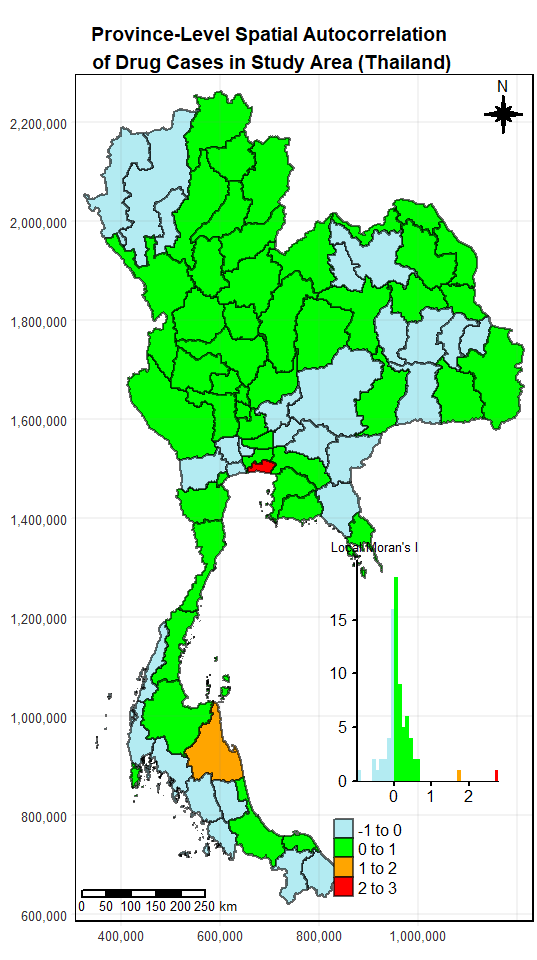 Province-Level Spatial Autocorrelation
of Drug Cases in Study Area (Thailand)
N
2,200,000
2,000,000
1,800,000
1,600,000
1,400,000
1,200,000
1,000,000
800,000
600,000
Local Moran's I
15
10
5
0
0 1 2
-1 to 0
0 to 1
1 to 2
2 to 3
0 50 100 150 200 250 km
400,000 600,000 800,000 1,000,000